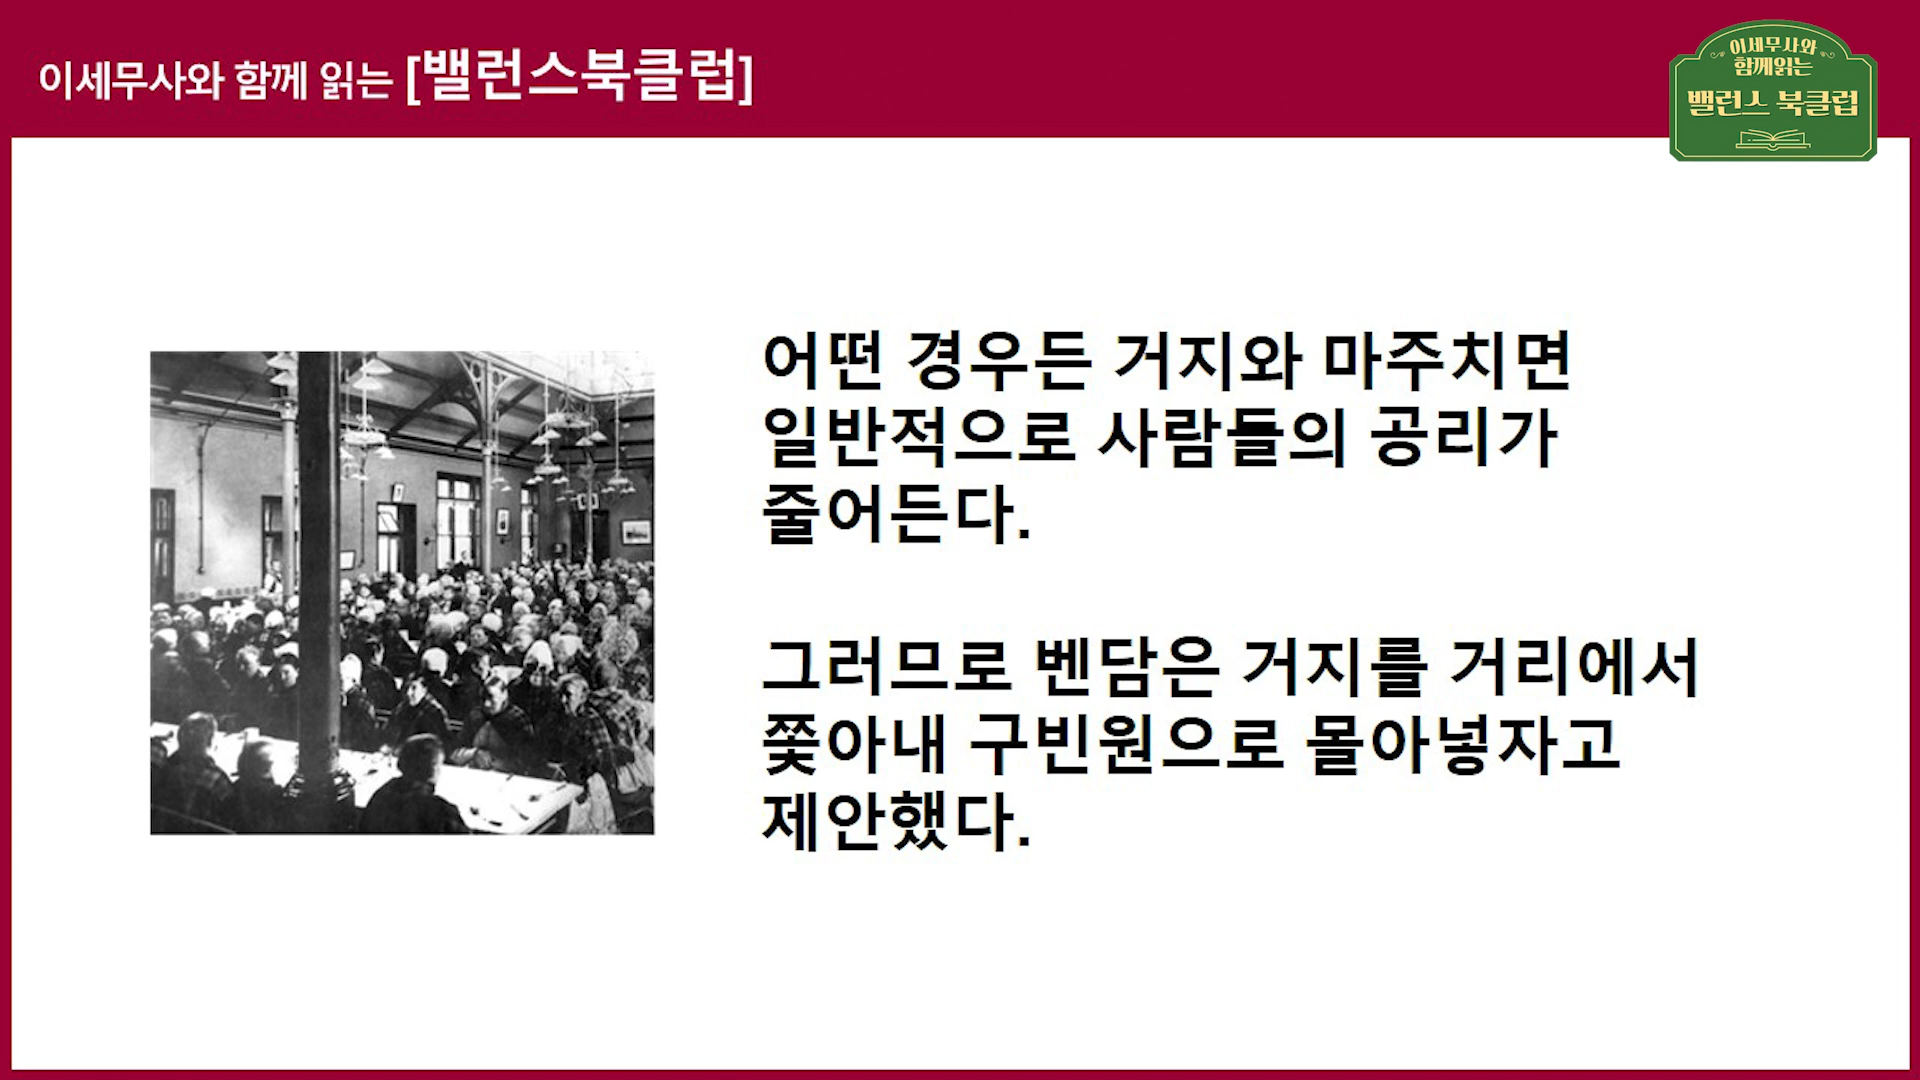 이세무사와 함께 읽는 [밸런스북클럽]
이세무사와
함께읽는
밸런스 북클럽
어떤 경우든 거지와 마주치면
일반적으로 사람들의 공리가
줄어든다.
그러므로 벤담은 거지를 거리에서
쫓아내 구빈원으로 몰아넣자고
제안했다.